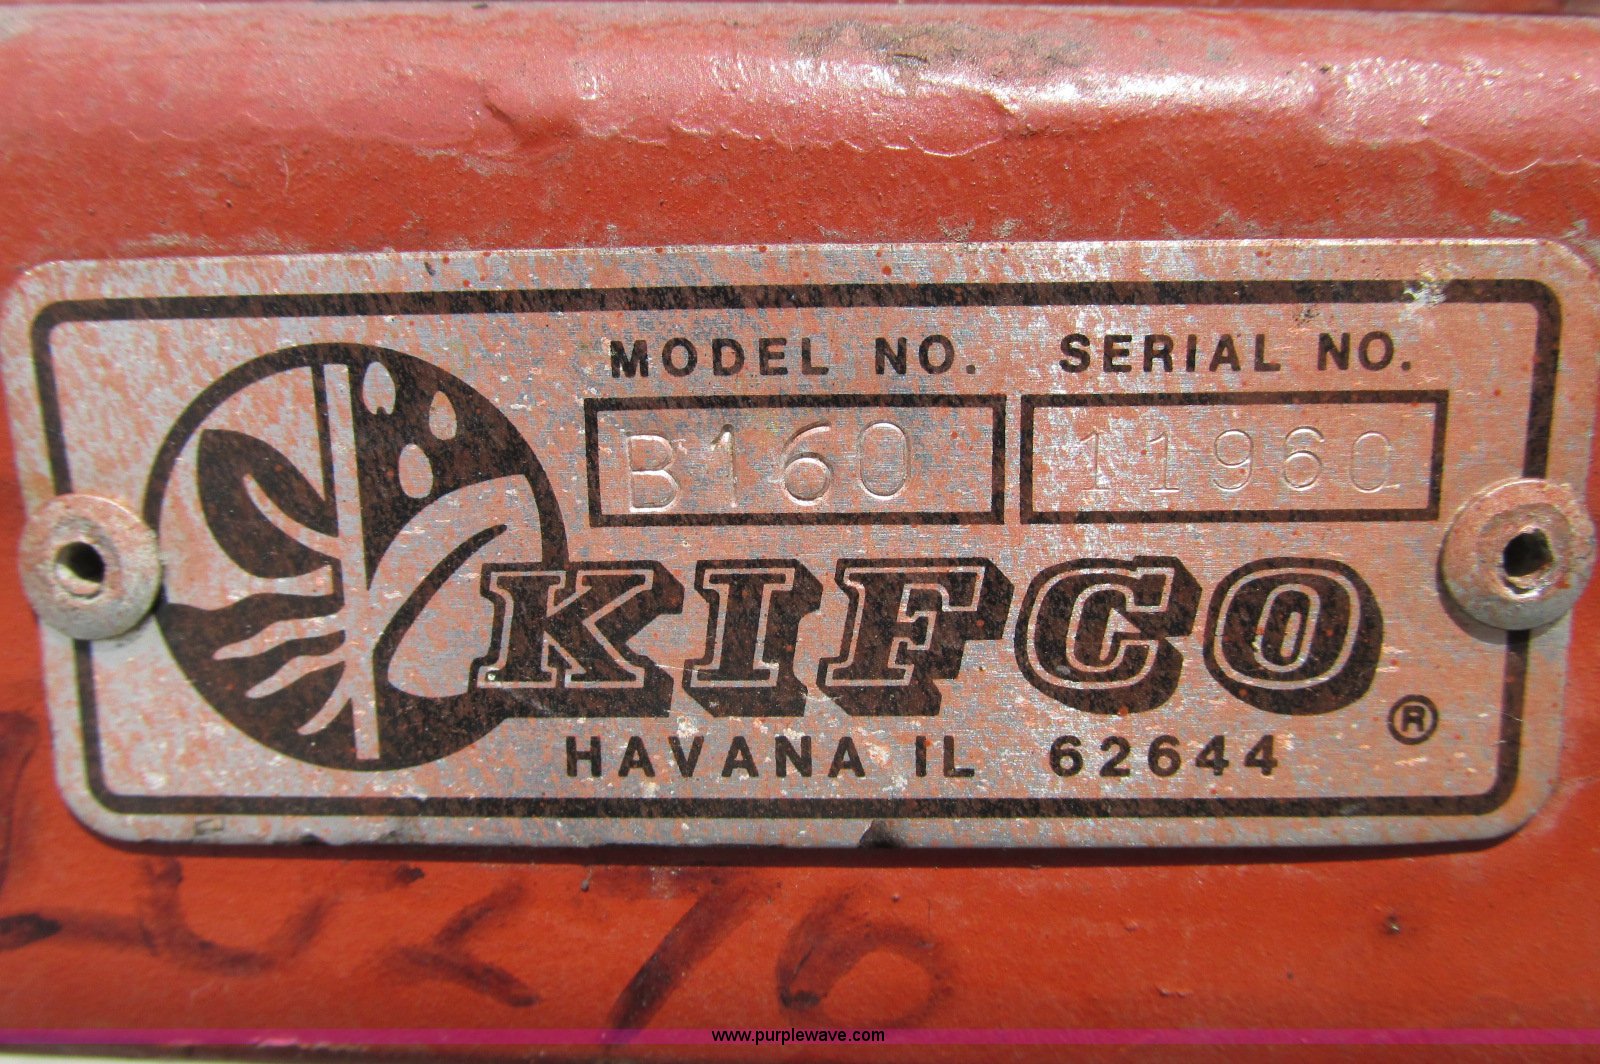 MODEL NO. SERIAL NO.
B160 11960
KIFCO
®
HAVANA IL 62644
www.purplewave.com